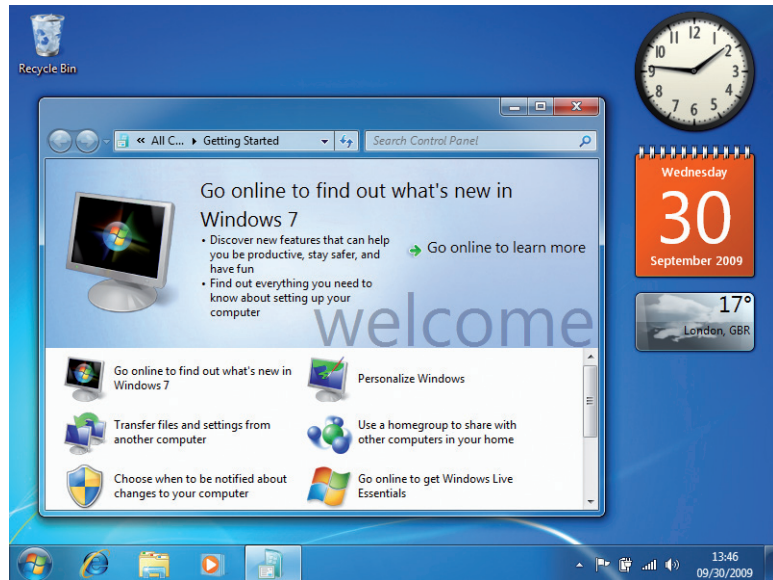 Recycle Bin
« All C... ▸ Getting Started
Search Control Panel
Go online to find out what's new in
Windows 7
• Discover new features that can help
you be productive, stay safer, and
have fun
• Find out everything you need to
know about setting up your
computer
Go online to learn more
welcome
Go online to find out what's new in
Windows 7
Personalize Windows
Transfer files and settings from
another computer
Use a homegroup to share with
other computers in your home
Choose when to be notified about
changes to your computer
Go online to get Windows Live
Essentials
11 12 1
10 2
9 3
8 4
7 6 5
Wednesday
30
September 2009
17°
London, GBR
13:46
09/30/2009